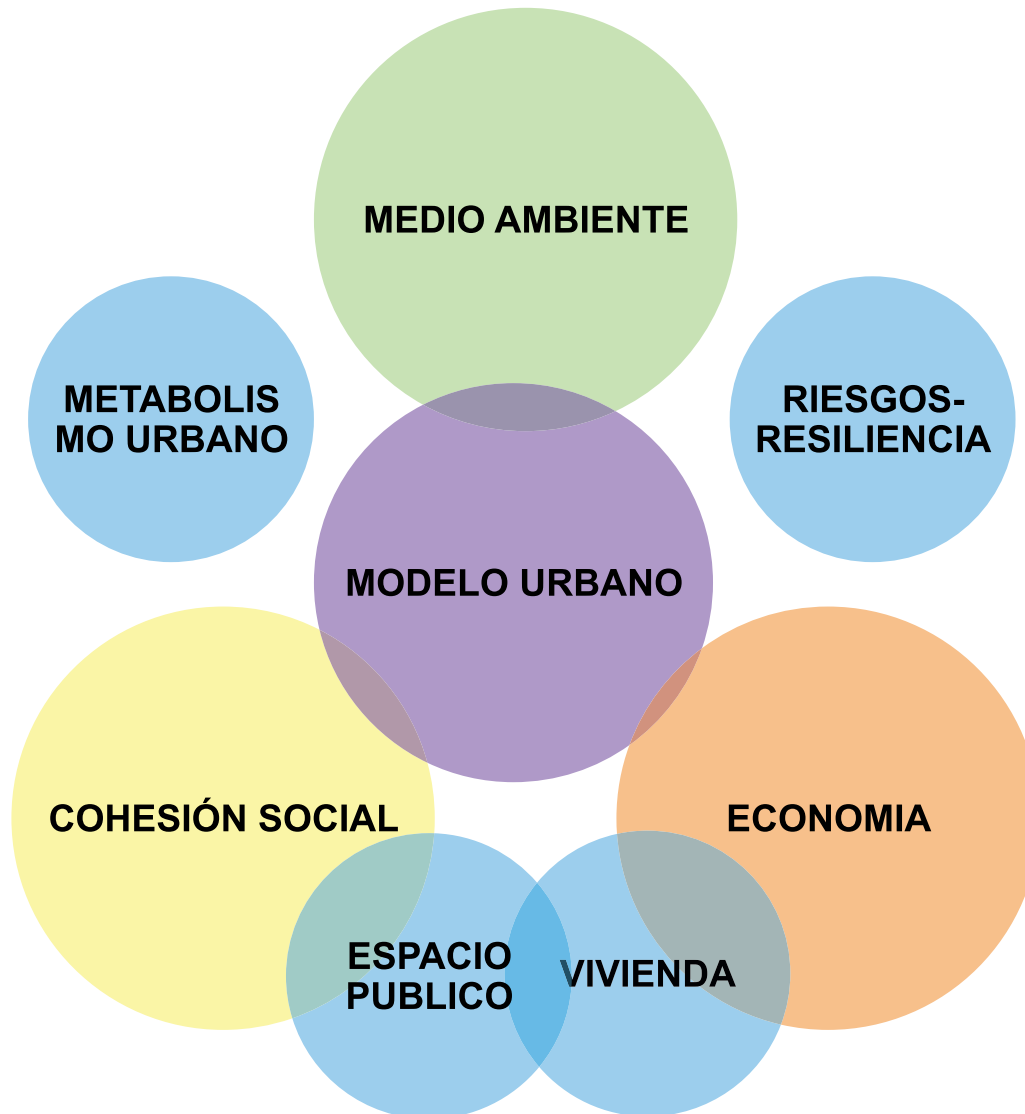 MEDIO AMBIENTE
METABOLIS
MO URBANO
RIESGOS-
RESILIENCIA
MODELO URBANO
COHESIÓN SOCIAL
ECONOMIA
ESPACIO
PUBLICO
VIVIENDA